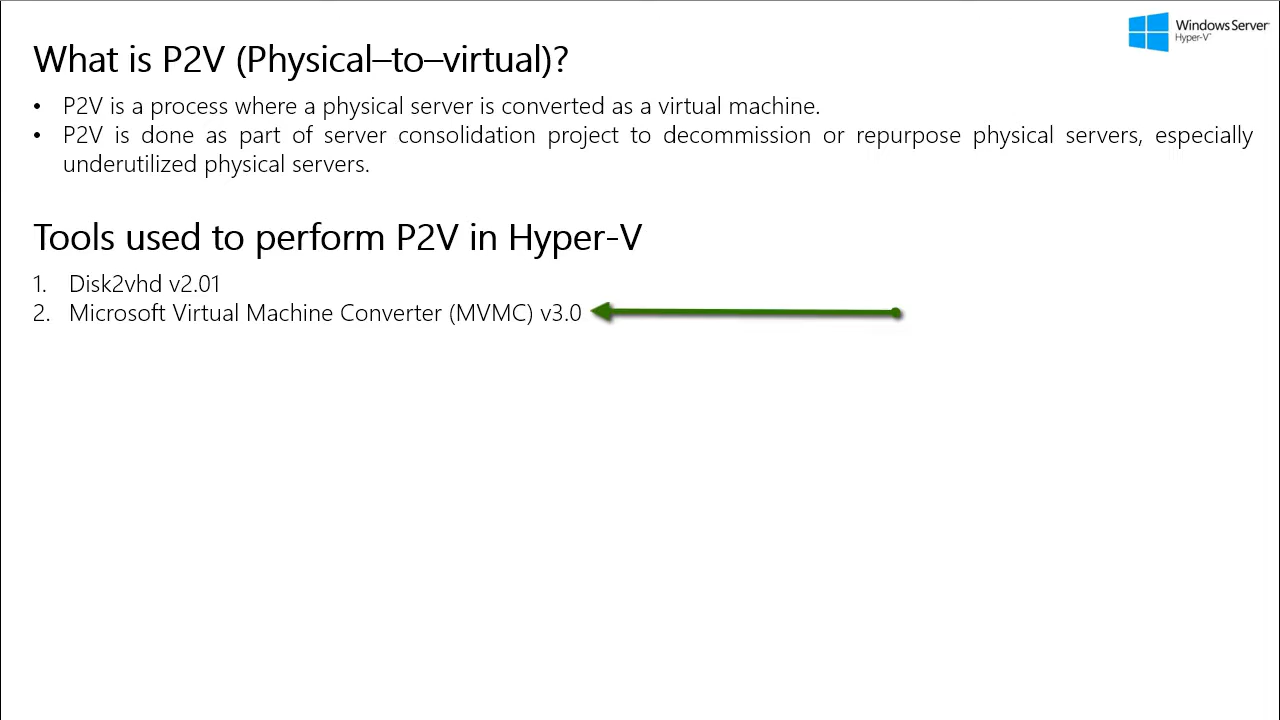 Windows Server
Hyper-V
What is P2V (Physical–to–virtual)?
• P2V is a process where a physical server is converted as a virtual machine.
• P2V is done as part of server consolidation project to decommission or repurpose physical servers, especially
underutilized physical servers.
Tools used to perform P2V in Hyper-V
1. Disk2vhd v2.01
2. Microsoft Virtual Machine Converter (MVMC) v3.0